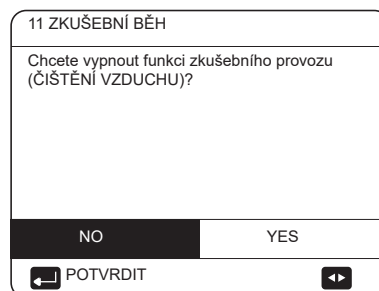 11 ZKUŠEBNÍ BĚH
Chcete vypnout funkci zkušebního provozu
(ČIŠTĚNÍ VZDUCHU)?
NO YES
POTVRDIT